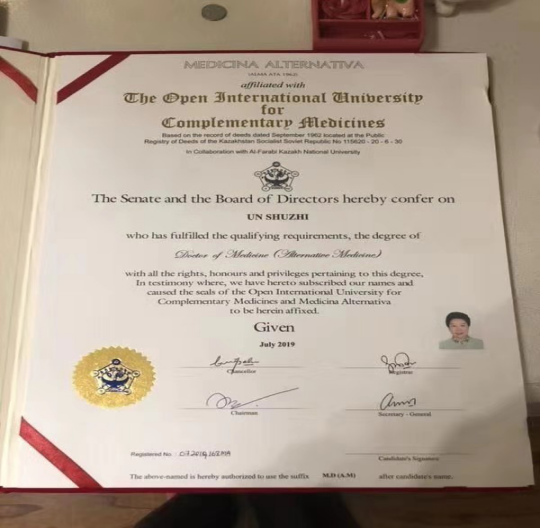 MEDICINA ALTERNATIVA
(ALMA ATA 1962)
affiliated with
The Open International University
for
Complementary Medicines
Based on the record of deeds dated September 1962 located at the Public
Registry of Deeds of the Kazakhstan Socialist Soviet Republic No 115620 - 20 - 6 - 30
In Collaboration with Al-Farabi Kazakh National University
The Senate and the Board of Directors hereby confer on
UN SHUZHI
who has fulfilled the qualifying requirements, the degree of
Doctor of Medicine (Alternative Medicine)
with all the rights, honours and privileges pertaining to this degree,
In testimony where, we have hereto subscribed our names and
caused the seals of the Open International University for
Complementary Medicines and Medicina Alternativa
to be herein affixed.
Given
July 2019
Chancellor
Registrar
Chairman
Secretary - General
Registered No
Candidate's Signature
The above-named is hereby authorized to use the suffix M.D (A.M) after candidate's name.